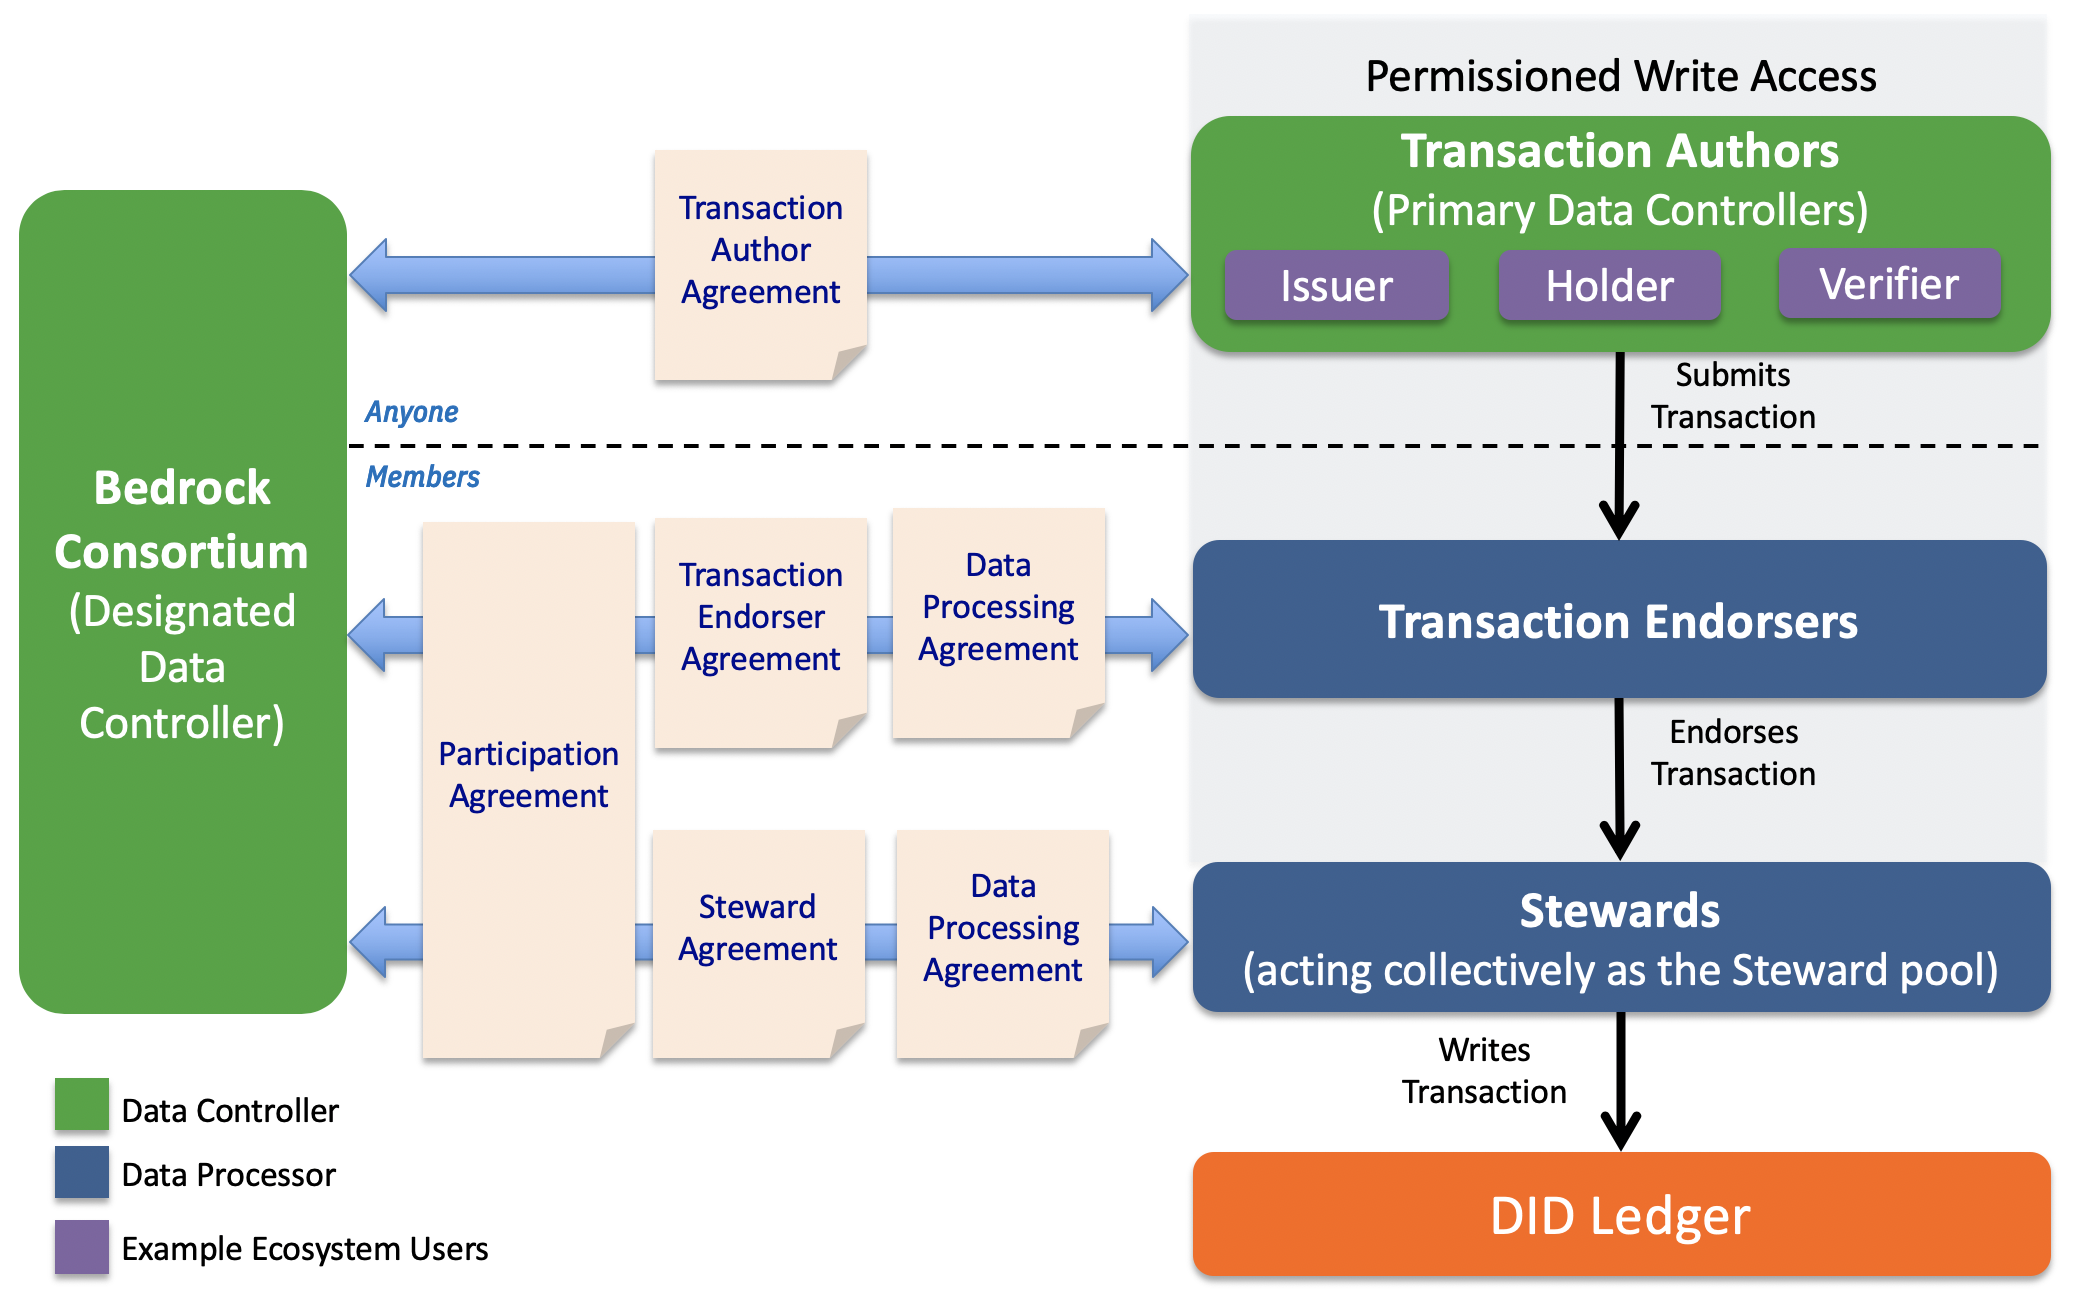 Permissioned Write Access
Transaction Authors
(Primary Data Controllers)
Issuer
Holder
Verifier
Transaction
Author
Agreement
Submits
Transaction
Anyone
Members
Bedrock
Consortium
(Designated
Data
Controller)
Participation
Agreement
Transaction
Endorser
Agreement
Data
Processing
Agreement
Transaction Endorsers
Endorses
Transaction
Steward
Agreement
Data
Processing
Agreement
Stewards
(acting collectively as the Steward pool)
Writes
Transaction
DID Ledger
Data Controller
Data Processor
Example Ecosystem Users